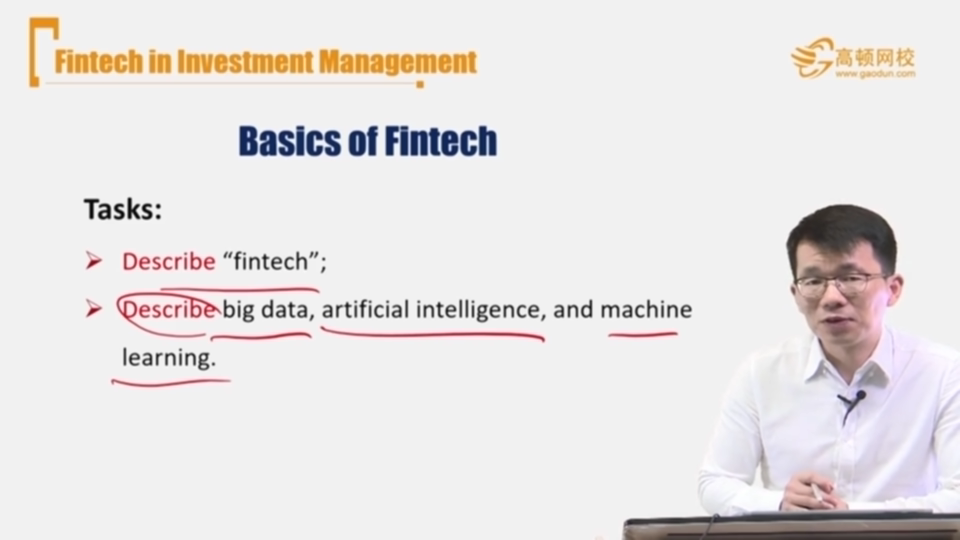 Fintech in Investment Management
高顿网校
www.gaodun.com
Basics of Fintech
Tasks:
Describe “fintech”;
Describe big data, artificial intelligence, and machine
learning.